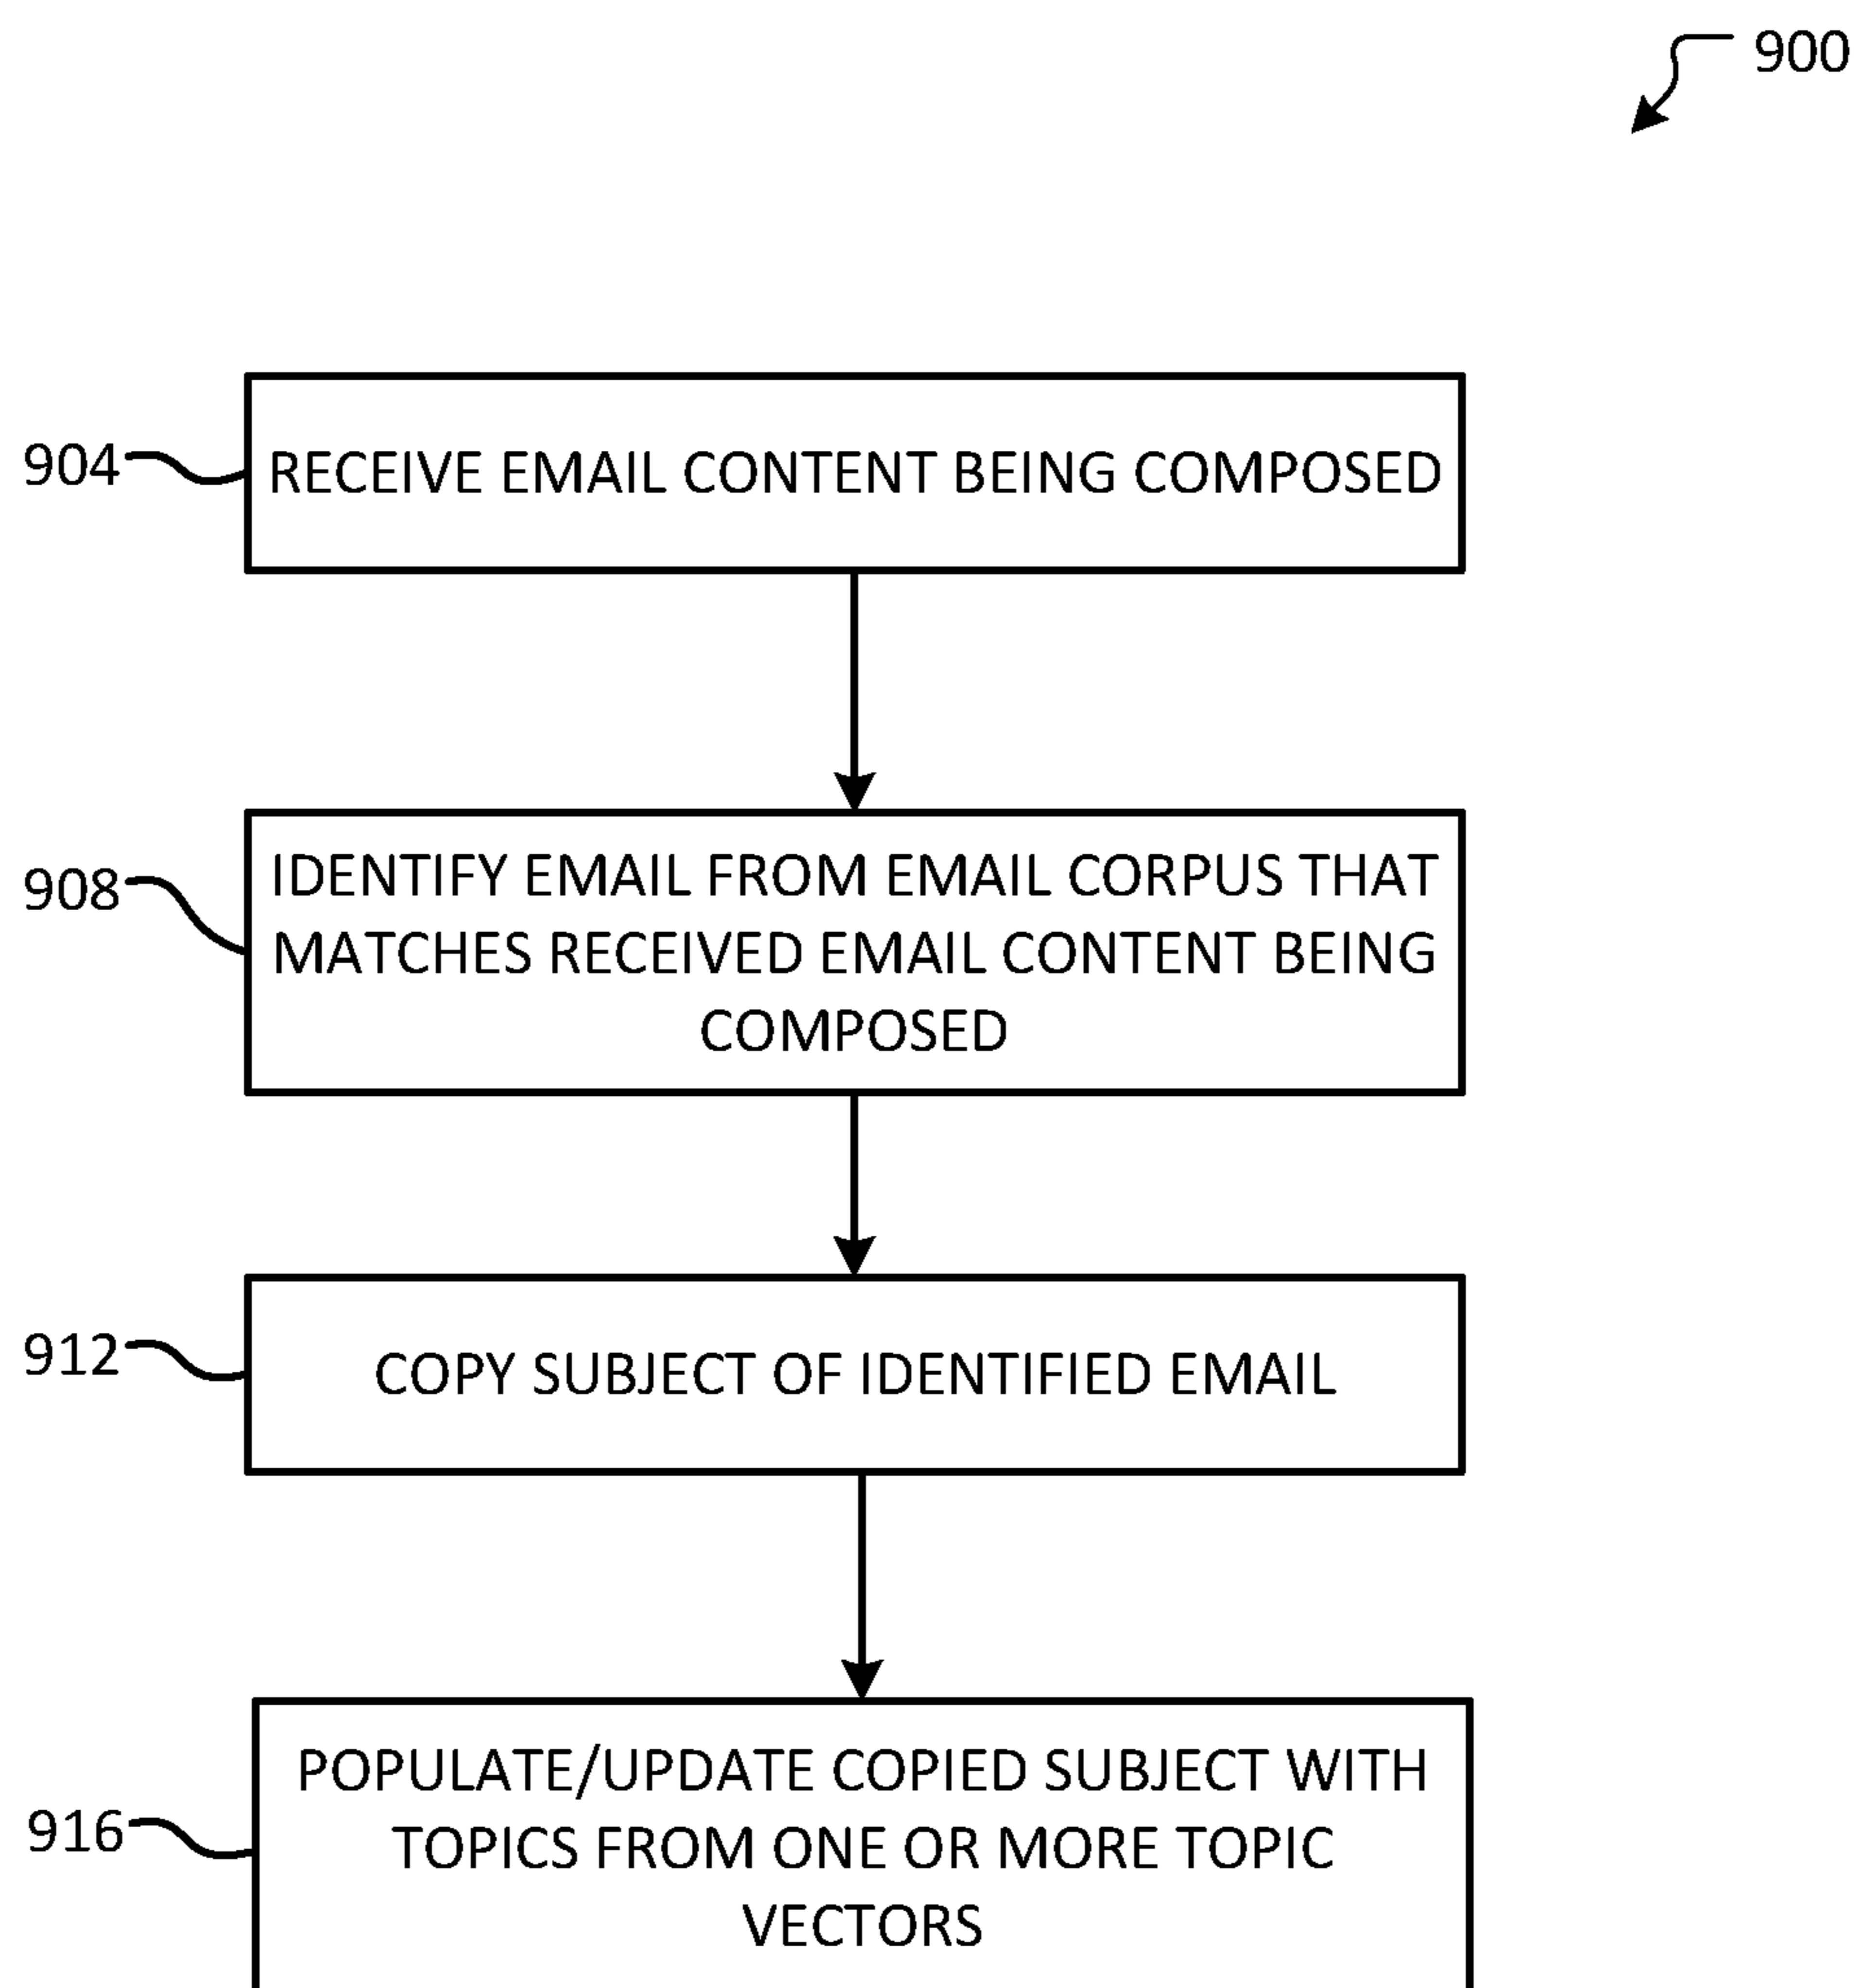 900
904
RECEIVE EMAIL CONTENT BEING COMPOSED
908
IDENTIFY EMAIL FROM EMAIL CORPUS THAT
MATCHES RECEIVED EMAIL CONTENT BEING
COMPOSED
912
COPY SUBJECT OF IDENTIFIED EMAIL
916
POPULATE/UPDATE COPIED SUBJECT WITH
TOPICS FROM ONE OR MORE TOPIC
VECTORS